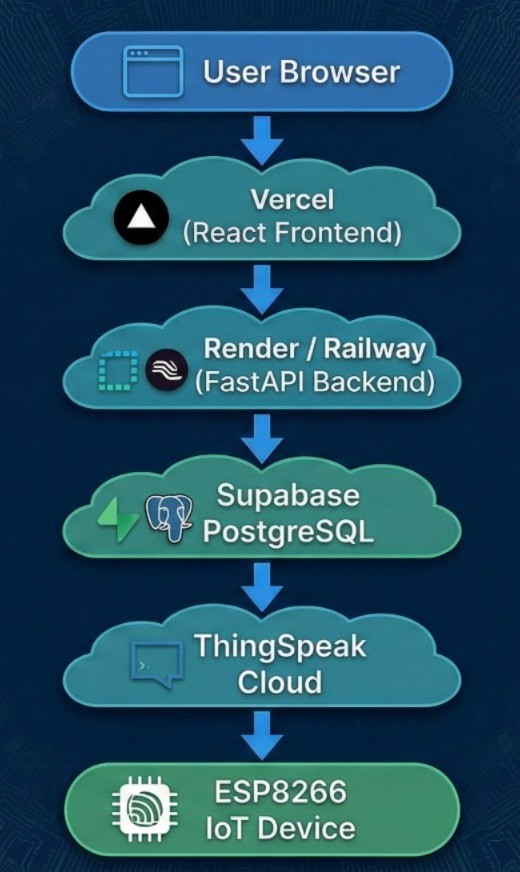 User Browser
Vercel
(React Frontend)
Render / Railway
(FastAPI Backend)
Supabase
PostgreSQL
ThingSpeak
Cloud
ESP8266
IoT Device